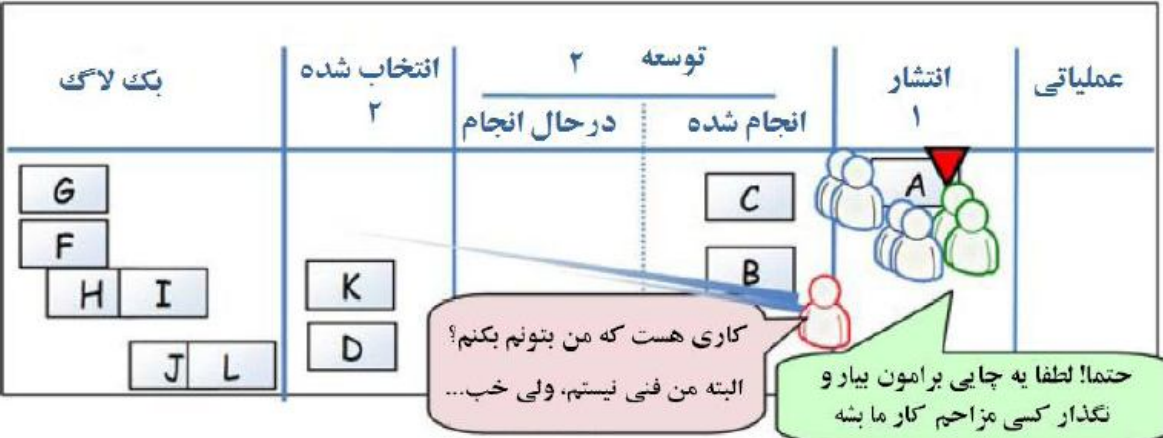 بک لاگ
انتخاب شده
۲
توسعه ۲
درحال انجام
انجام شده
انتشار
۱
عملیاتی
G
F
H I
J L
K
D
C
B
A
کاری هست که من بتونم بکنم؟
البته من فنی نیستم، ولی خب...
حتما! لطفا یه چایی برامون بیار و
نگذار کسی مزاحم کار ما بشه